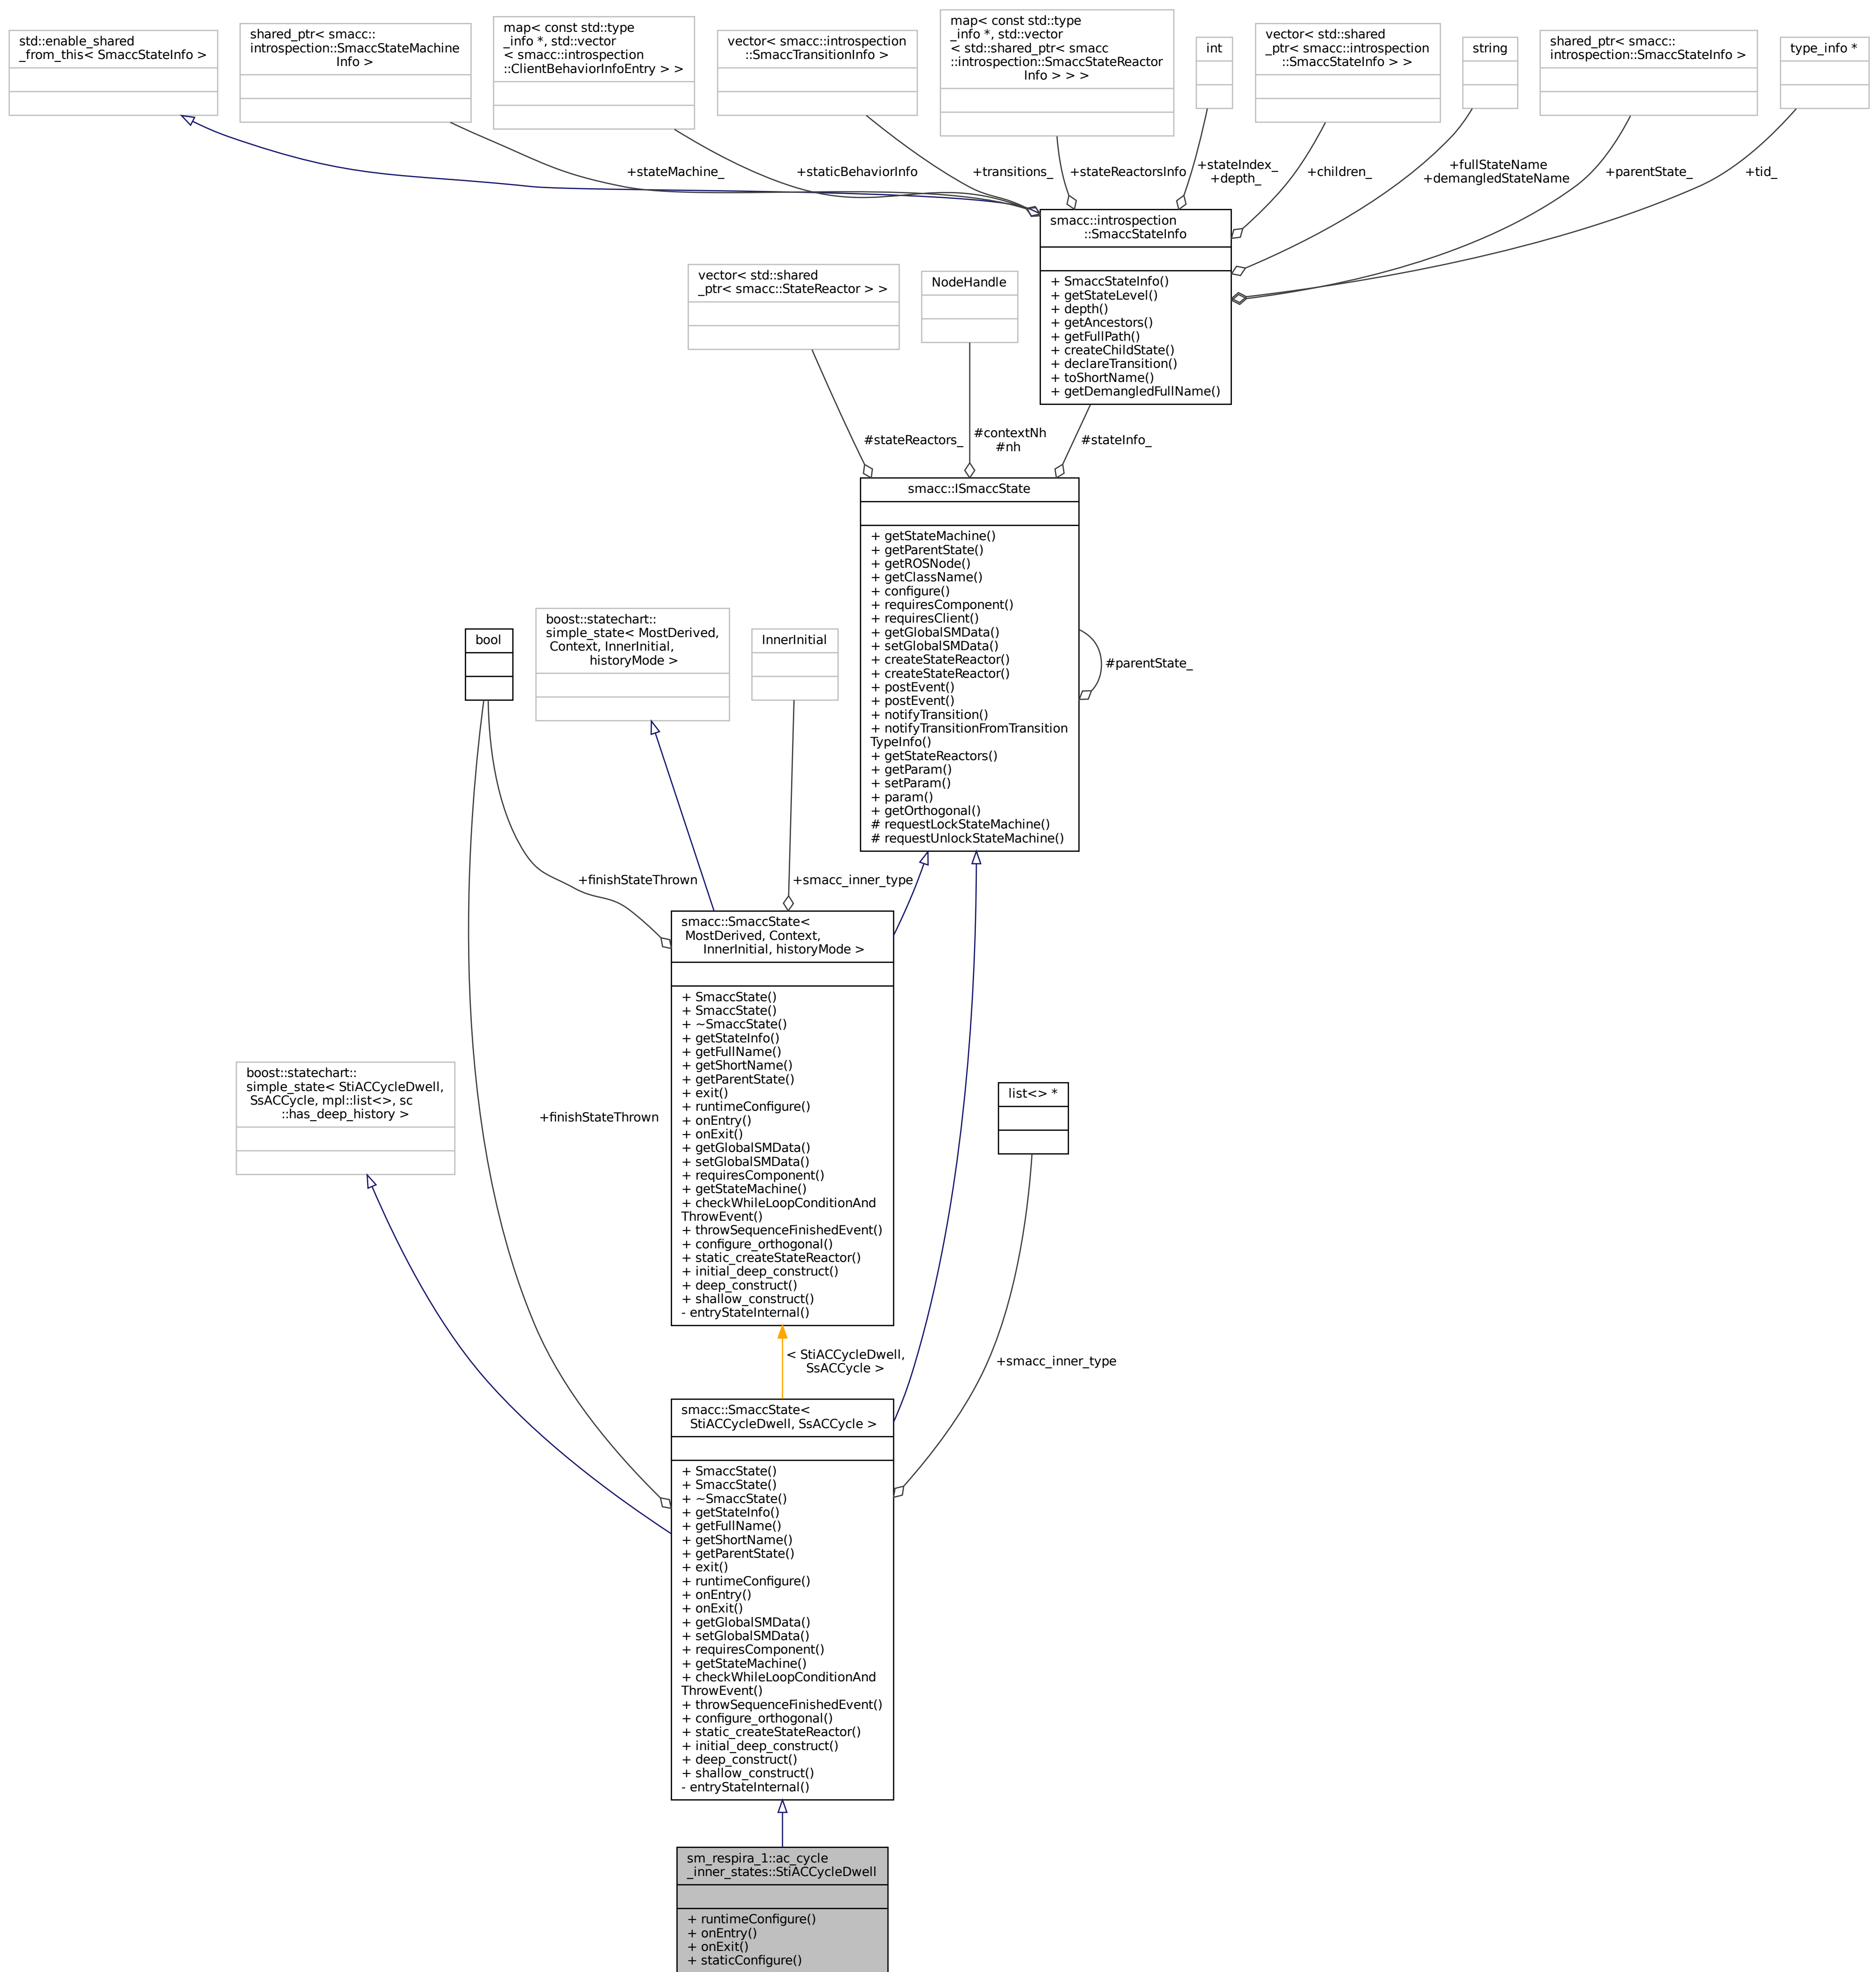 std::enable_shared
_from_this< SmaccStateInfo >
shared_ptr< smacc::
introspection::SmaccStateMachine
Info >
map< const std::type
_info *, std::vector
< smacc::introspection
::ClientBehaviorInfoEntry > >
vector< smacc::introspection
::SmaccTransitionInfo >
map< const std::type
_info *, std::vector
< std::shared_ptr< smacc
::introspection::SmaccStateReactor
Info > > >
int
vector< std::shared
_ptr< smacc::introspection
::SmaccStateInfo > >
string
shared_ptr< smacc::
introspection::SmaccStateInfo >
type_info *
+stateMachine_
+staticBehaviorInfo
+transitions_
+stateReactorsInfo
+stateIndex_
+depth_
+children_
+fullStateName
+demangledStateName
+parentState_
+tid_
smacc::introspection
::SmaccStateInfo
+ SmaccStateInfo()
+ getStateLevel()
+ depth()
+ getAncestors()
+ getFullPath()
+ createChildState()
+ declareTransition()
+ toShortName()
+ getDemangledFullName()
vector< std::shared
_ptr< smacc::StateReactor > >
NodeHandle
#stateReactors_
#contextNh
#nh
#stateInfo_
smacc::ISmaccState
+ getStateMachine()
+ getParentState()
+ getROSNode()
+ getClassName()
+ configure()
+ requiresComponent()
+ requiresClient()
+ getGlobalSMData()
+ setGlobalSMData()
+ createStateReactor()
+ createStateReactor()
+ postEvent()
+ postEvent()
+ notifyTransition()
+ notifyTransitionFromTransition
TypeInfo()
+ getStateReactors()
+ getParam()
+ setParam()
+ param()
+ getOrthogonal()
# requestLockStateMachine()
# requestUnlockStateMachine()
#parentState_
bool
boost::statechart::
simple_state< MostDerived,
Context, InnerInitial,
historyMode >
InnerInitial
+finishStateThrown
+smacc_inner_type
smacc::SmaccState<
MostDerived, Context,
InnerInitial, historyMode >
+ SmaccState()
+ SmaccState()
+ ~SmaccState()
+ getStateInfo()
+ getFullName()
+ getShortName()
+ getParentState()
+ exit()
+ runtimeConfigure()
+ onEntry()
+ onExit()
+ getGlobalSMData()
+ setGlobalSMData()
+ requiresComponent()
+ getStateMachine()
+ checkWhileLoopConditionAnd
ThrowEvent()
+ throwSequenceFinishedEvent()
+ configure_orthogonal()
+ static_createStateReactor()
+ initial_deep_construct()
+ deep_construct()
+ shallow_construct()
- entryStateInternal()
boost::statechart::
simple_state< StiACCycleDwell,
SsACCycle, mpl::list<>, sc
::has_deep_history >
+finishStateThrown
list<> *
< StiACCycleDwell,
SsACCycle >
+smacc_inner_type
smacc::SmaccState<
StiACCycleDwell, SsACCycle >
+ SmaccState()
+ SmaccState()
+ ~SmaccState()
+ getStateInfo()
+ getFullName()
+ getShortName()
+ getParentState()
+ exit()
+ runtimeConfigure()
+ onEntry()
+ onExit()
+ getGlobalSMData()
+ setGlobalSMData()
+ requiresComponent()
+ getStateMachine()
+ checkWhileLoopConditionAnd
ThrowEvent()
+ throwSequenceFinishedEvent()
+ configure_orthogonal()
+ static_createStateReactor()
+ initial_deep_construct()
+ deep_construct()
+ shallow_construct()
- entryStateInternal()
sm_respira_1::ac_cycle
_inner_states::StiACCycleDwell
+ runtimeConfigure()
+ onEntry()
+ onExit()
+ staticConfigure()